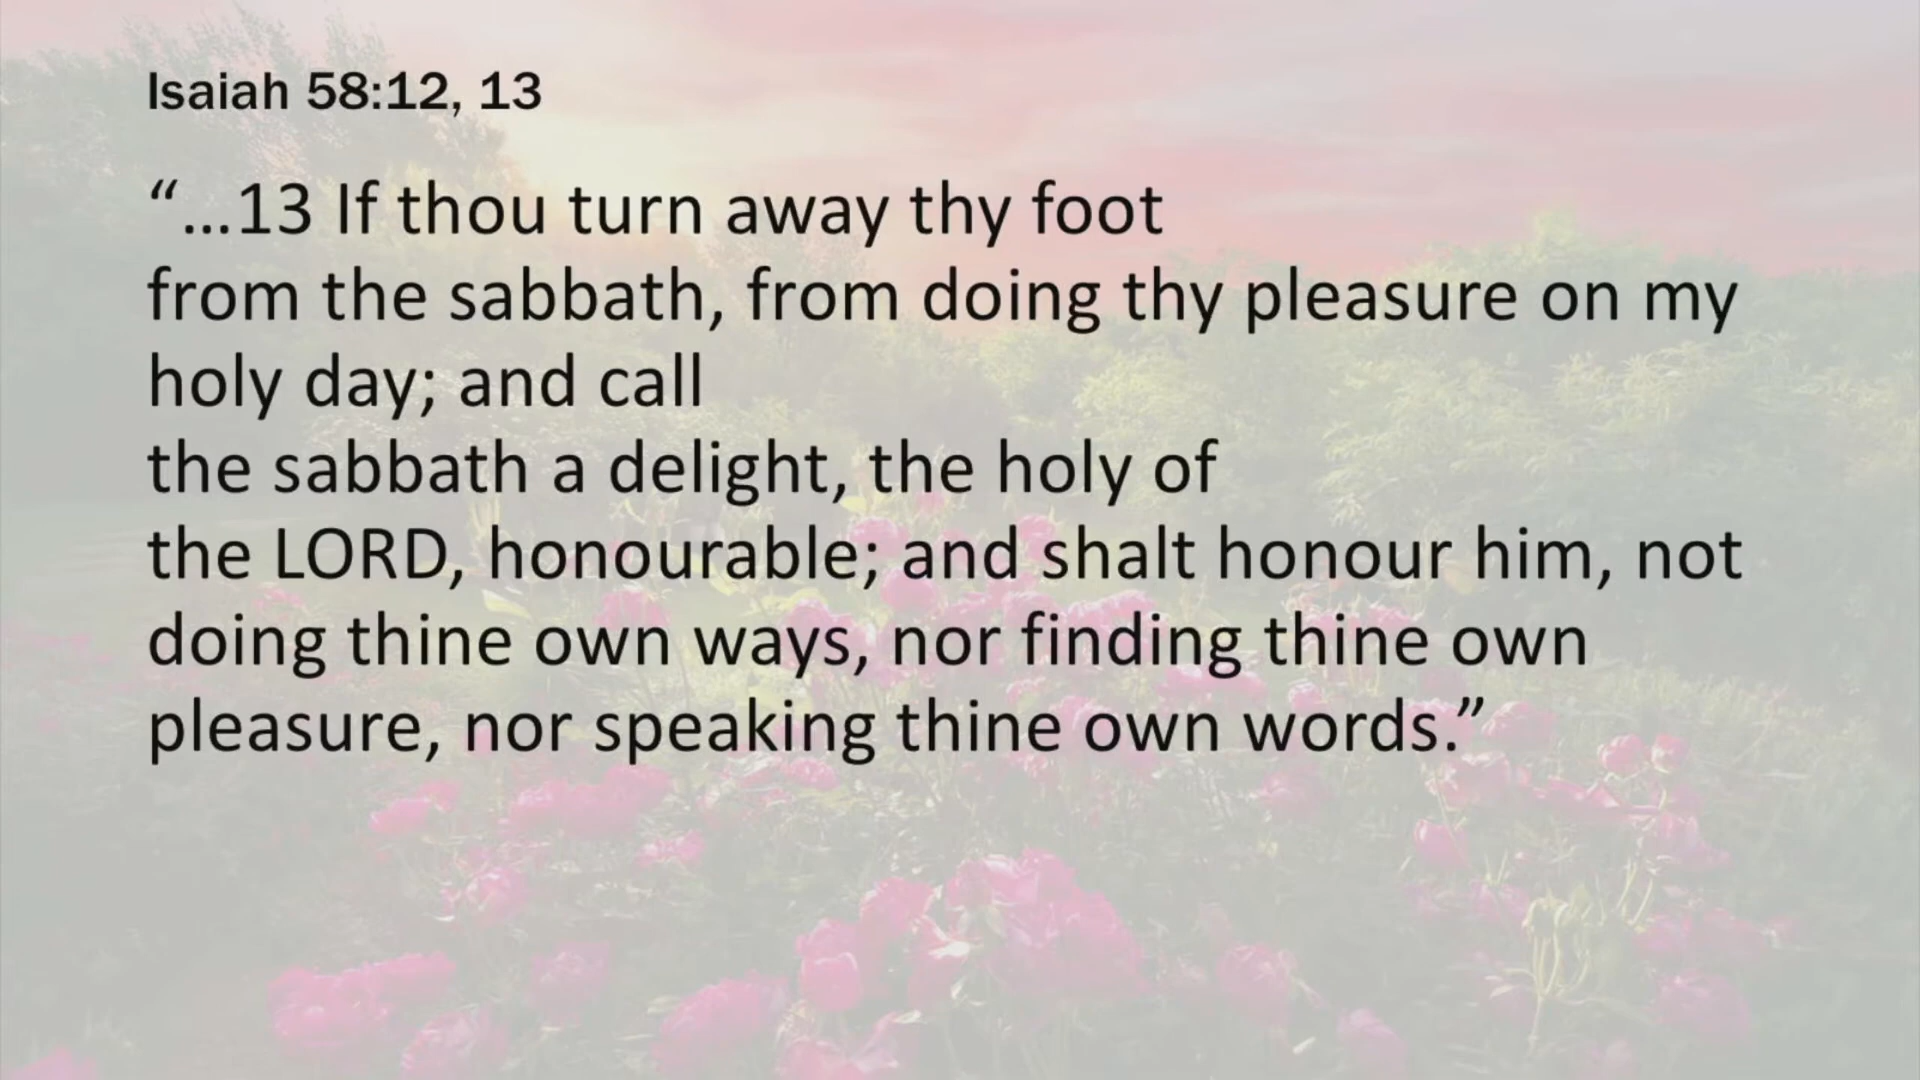 Isaiah 58:12, 13
“...13 If thou turn away thy foot
from the sabbath, from doing thy pleasure on my
holy day; and call
the sabbath a delight, the holy of
the LORD, honourable; and shalt honour him, not
doing thine own ways, nor finding thine own
pleasure, nor speaking thine own words.”